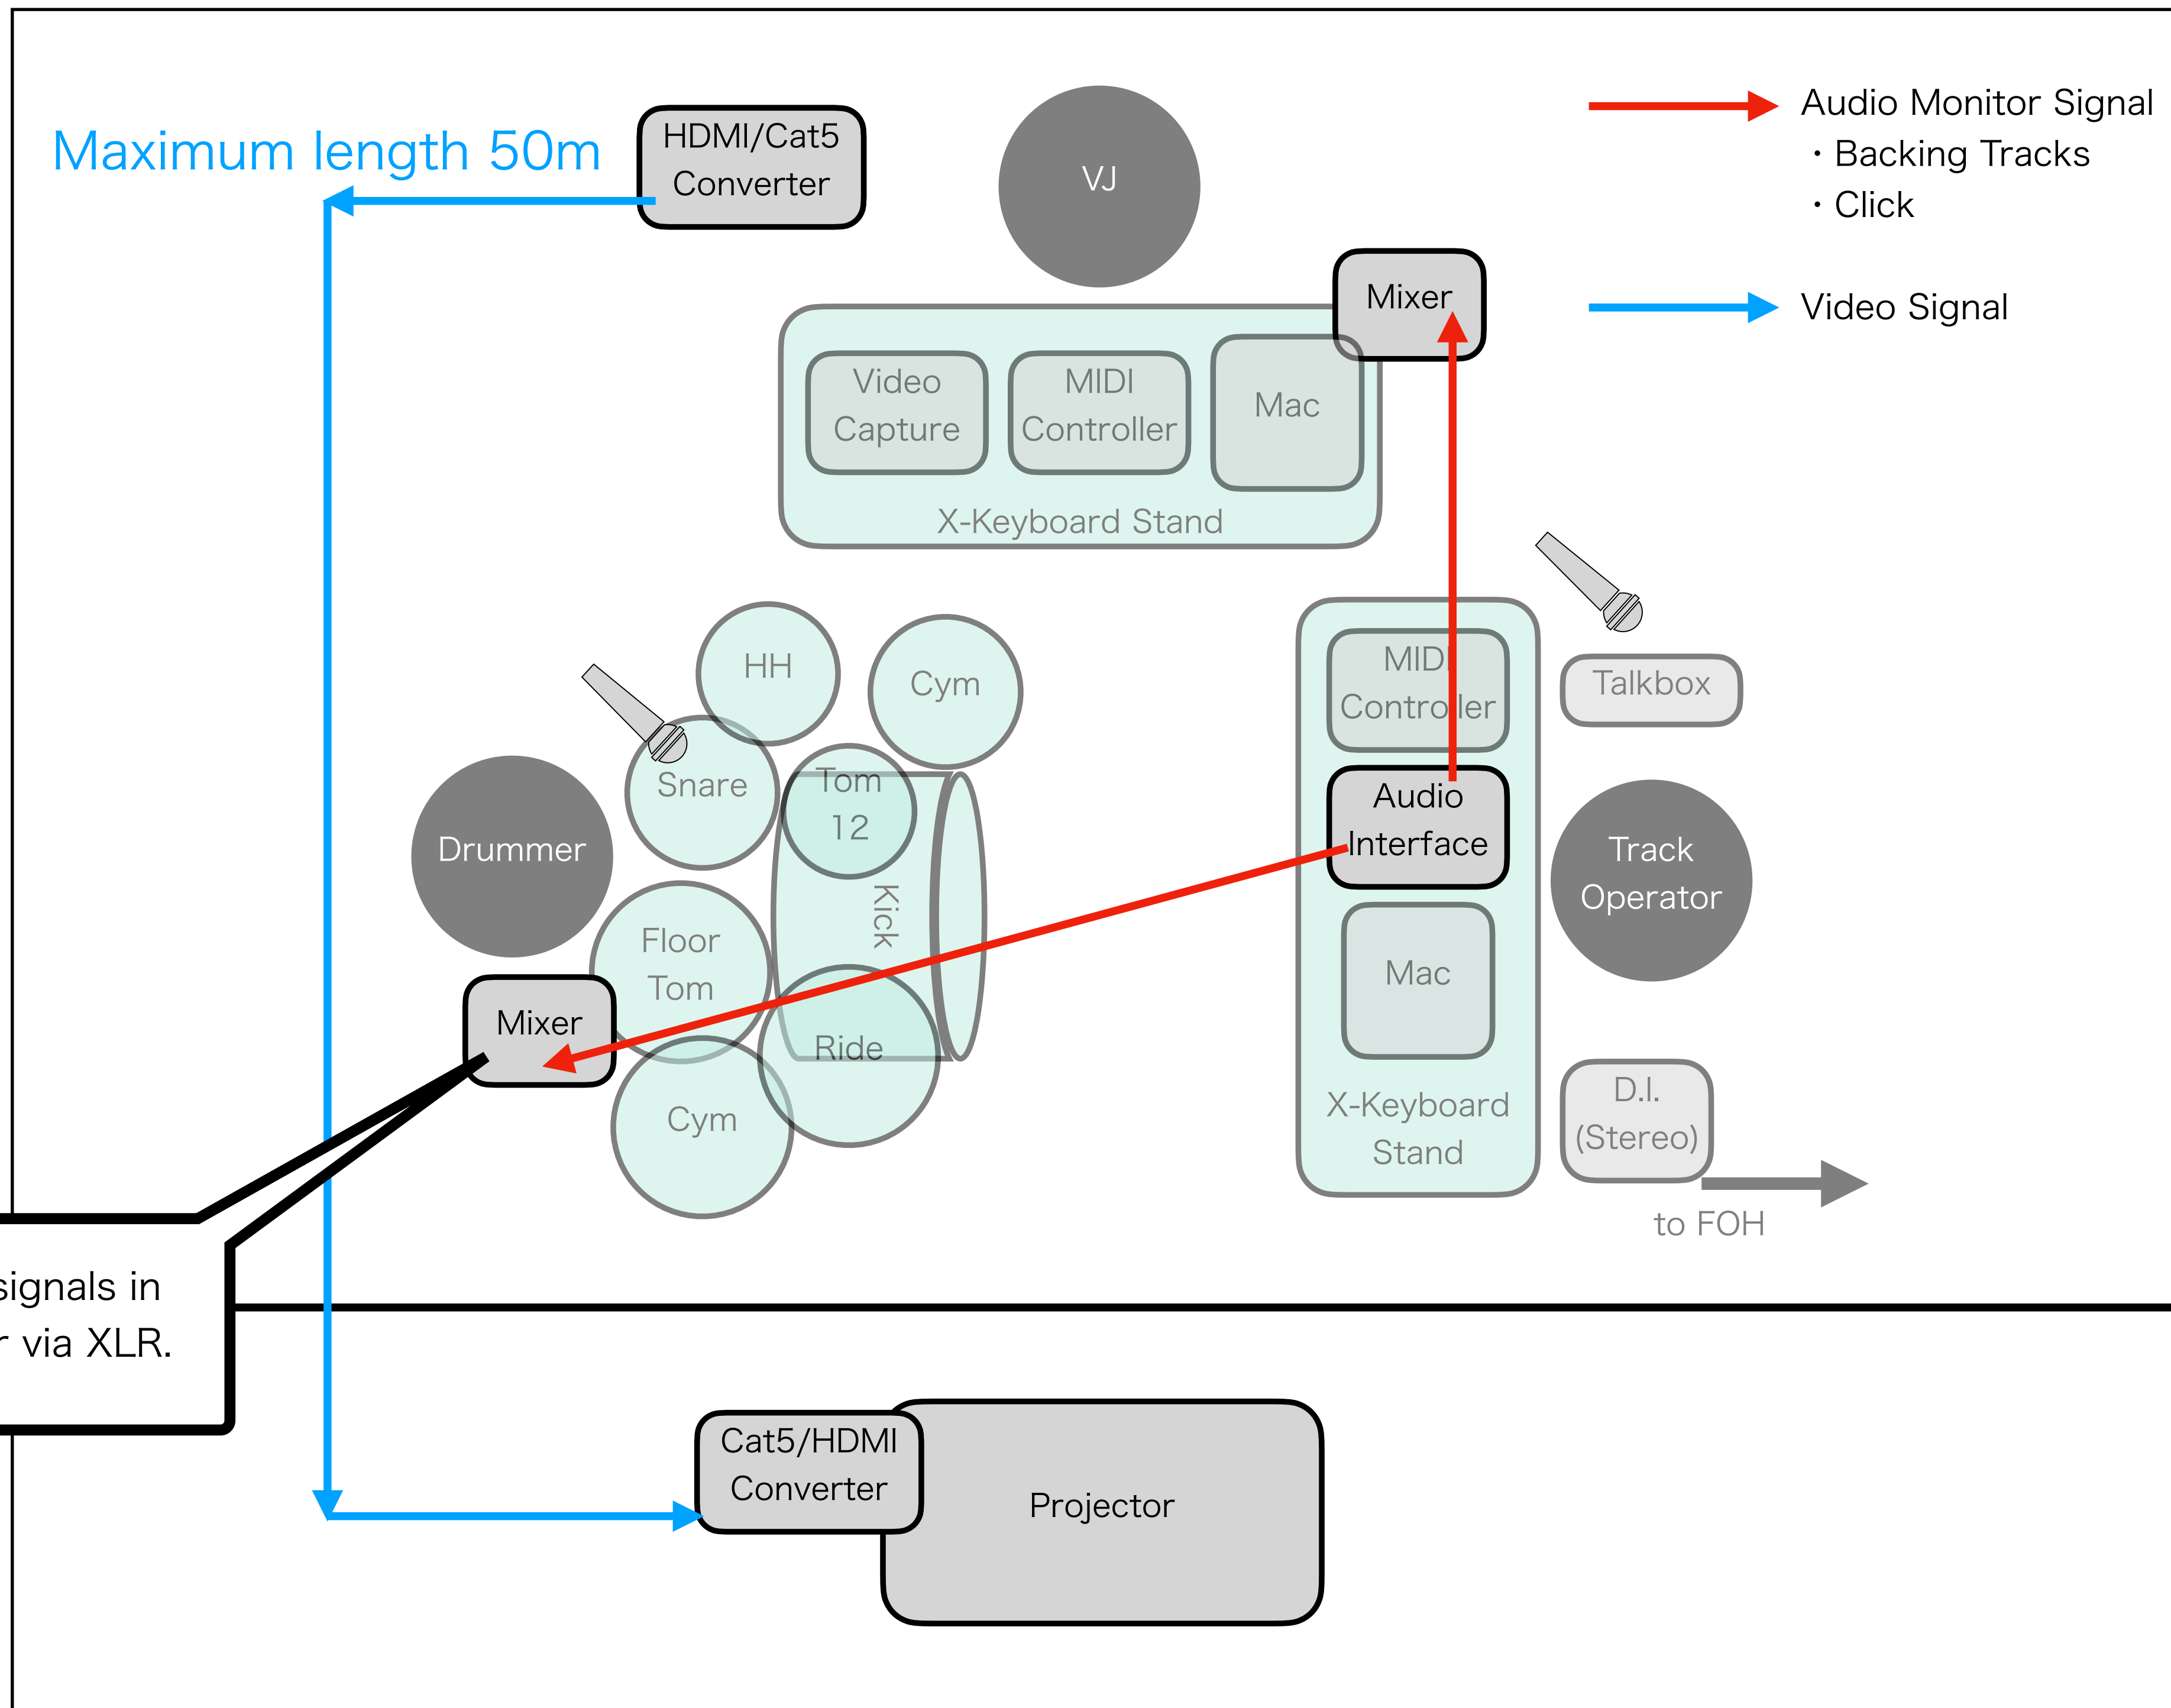 Maximum length 50m
HDMI/Cat5
Converter
VJ
Audio Monitor Signal
・Backing Tracks
・Click
Video Signal
Mixer
Video
Capture
MIDI
Controller
Mac
X-Keyboard Stand
HH
Cym
Snare
Tom
12
Kick
Drummer
Floor
Tom
Mixer
Ride
Cym
MIDI
Controller
Audio
Interface
Mac
X-Keyboard
Stand
Talkbox
Track
Operator
D.I.
(Stereo)
to FOH
signals in
r via XLR.
Cat5/HDMI
Converter
Projector